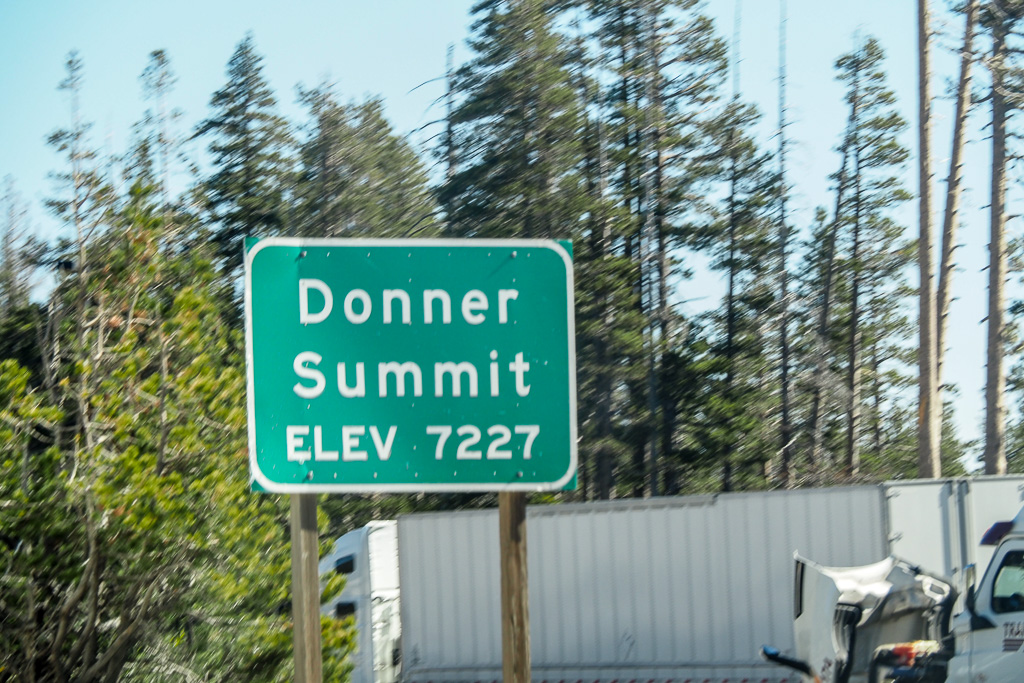 Donner
Summit
ELEV 7227